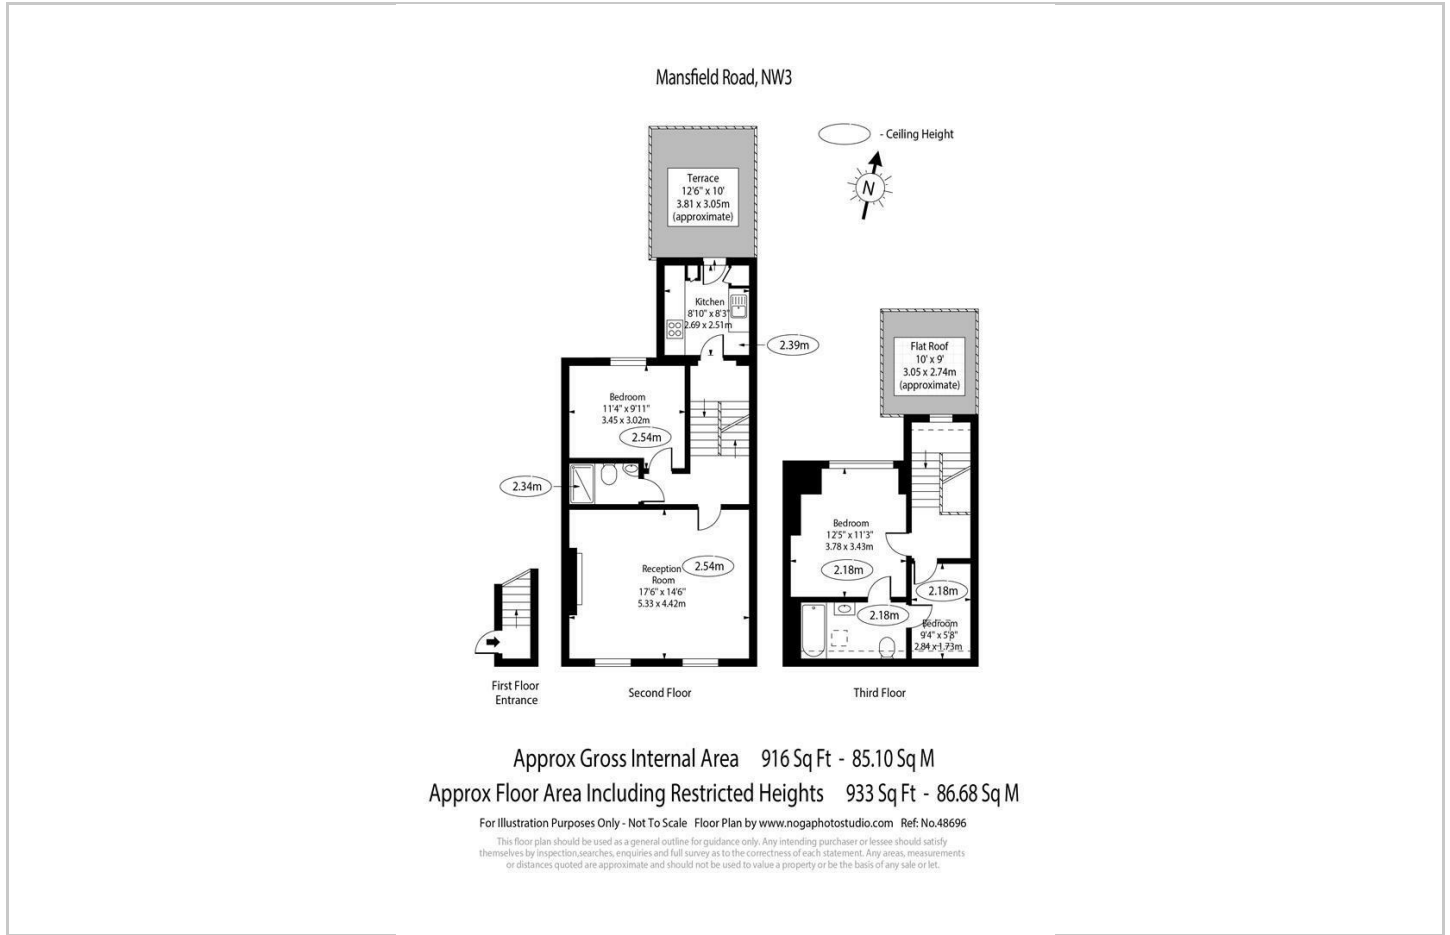 Mansfield Road, NW3
- Ceiling Height
N
Terrace
12'6" x 10'
3.81 x 3.05m
(approximate)
Kitchen
8'10" x 8'3"
2.69 x 2.51m
2.39m
Bedroom
11'4" x 9'11"
3.45 x 3.02m
2.54m
2.34m
Reception
Room
17'6" x 14'6"
5.33 x 4.42m
2.54m
Flat Roof
10' x 9'
3.05 x 2.74m
(approximate)
Bedroom
12'5" x 11'3"
3.78 x 3.43m
2.18m
2.18m
2.18m
Bedroom
9'4" x 5'8"
2.84 x 1.73m
First Floor
Entrance
Second Floor
Third Floor
Approx Gross Internal Area 916 Sq Ft - 85.10 Sq M
Approx Floor Area Including Restricted Heights 933 Sq Ft - 86.68 Sq M
For Illustration Purposes Only - Not To Scale Floor Plan by www.nogaphotostudio.com Ref: No.48696
This floor plan should be used as a general outline for guidance only. Any intending purchaser or lessee should satisfy
themselves by inspection,searches, enquiries and full survey as to the correctness of each statement. Any areas, measurements
or distances quoted are approximate and should not be used to value a property or be the basis of any sale or let.